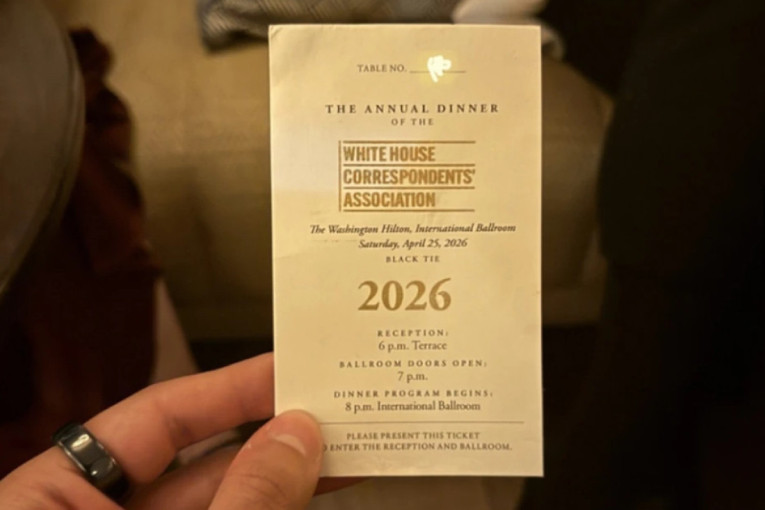 TABLE NO.
THE ANNUAL DINNER
OF THE
WHITE HOUSE
CORRESPONDENTS'
ASSOCIATION
The Washington Hilton, International Ballroom
Saturday, April 25, 2026
BLACK TIE
2026
RECEPTION:
6 p.m. Terrace
BALLROOM DOORS OPEN:
7 p.m.
DINNER PROGRAM BEGINS:
8 p.m. International Ballroom
PLEASE PRESENT THIS TICKET
ENTER THE RECEPTION AND BALLROOM.